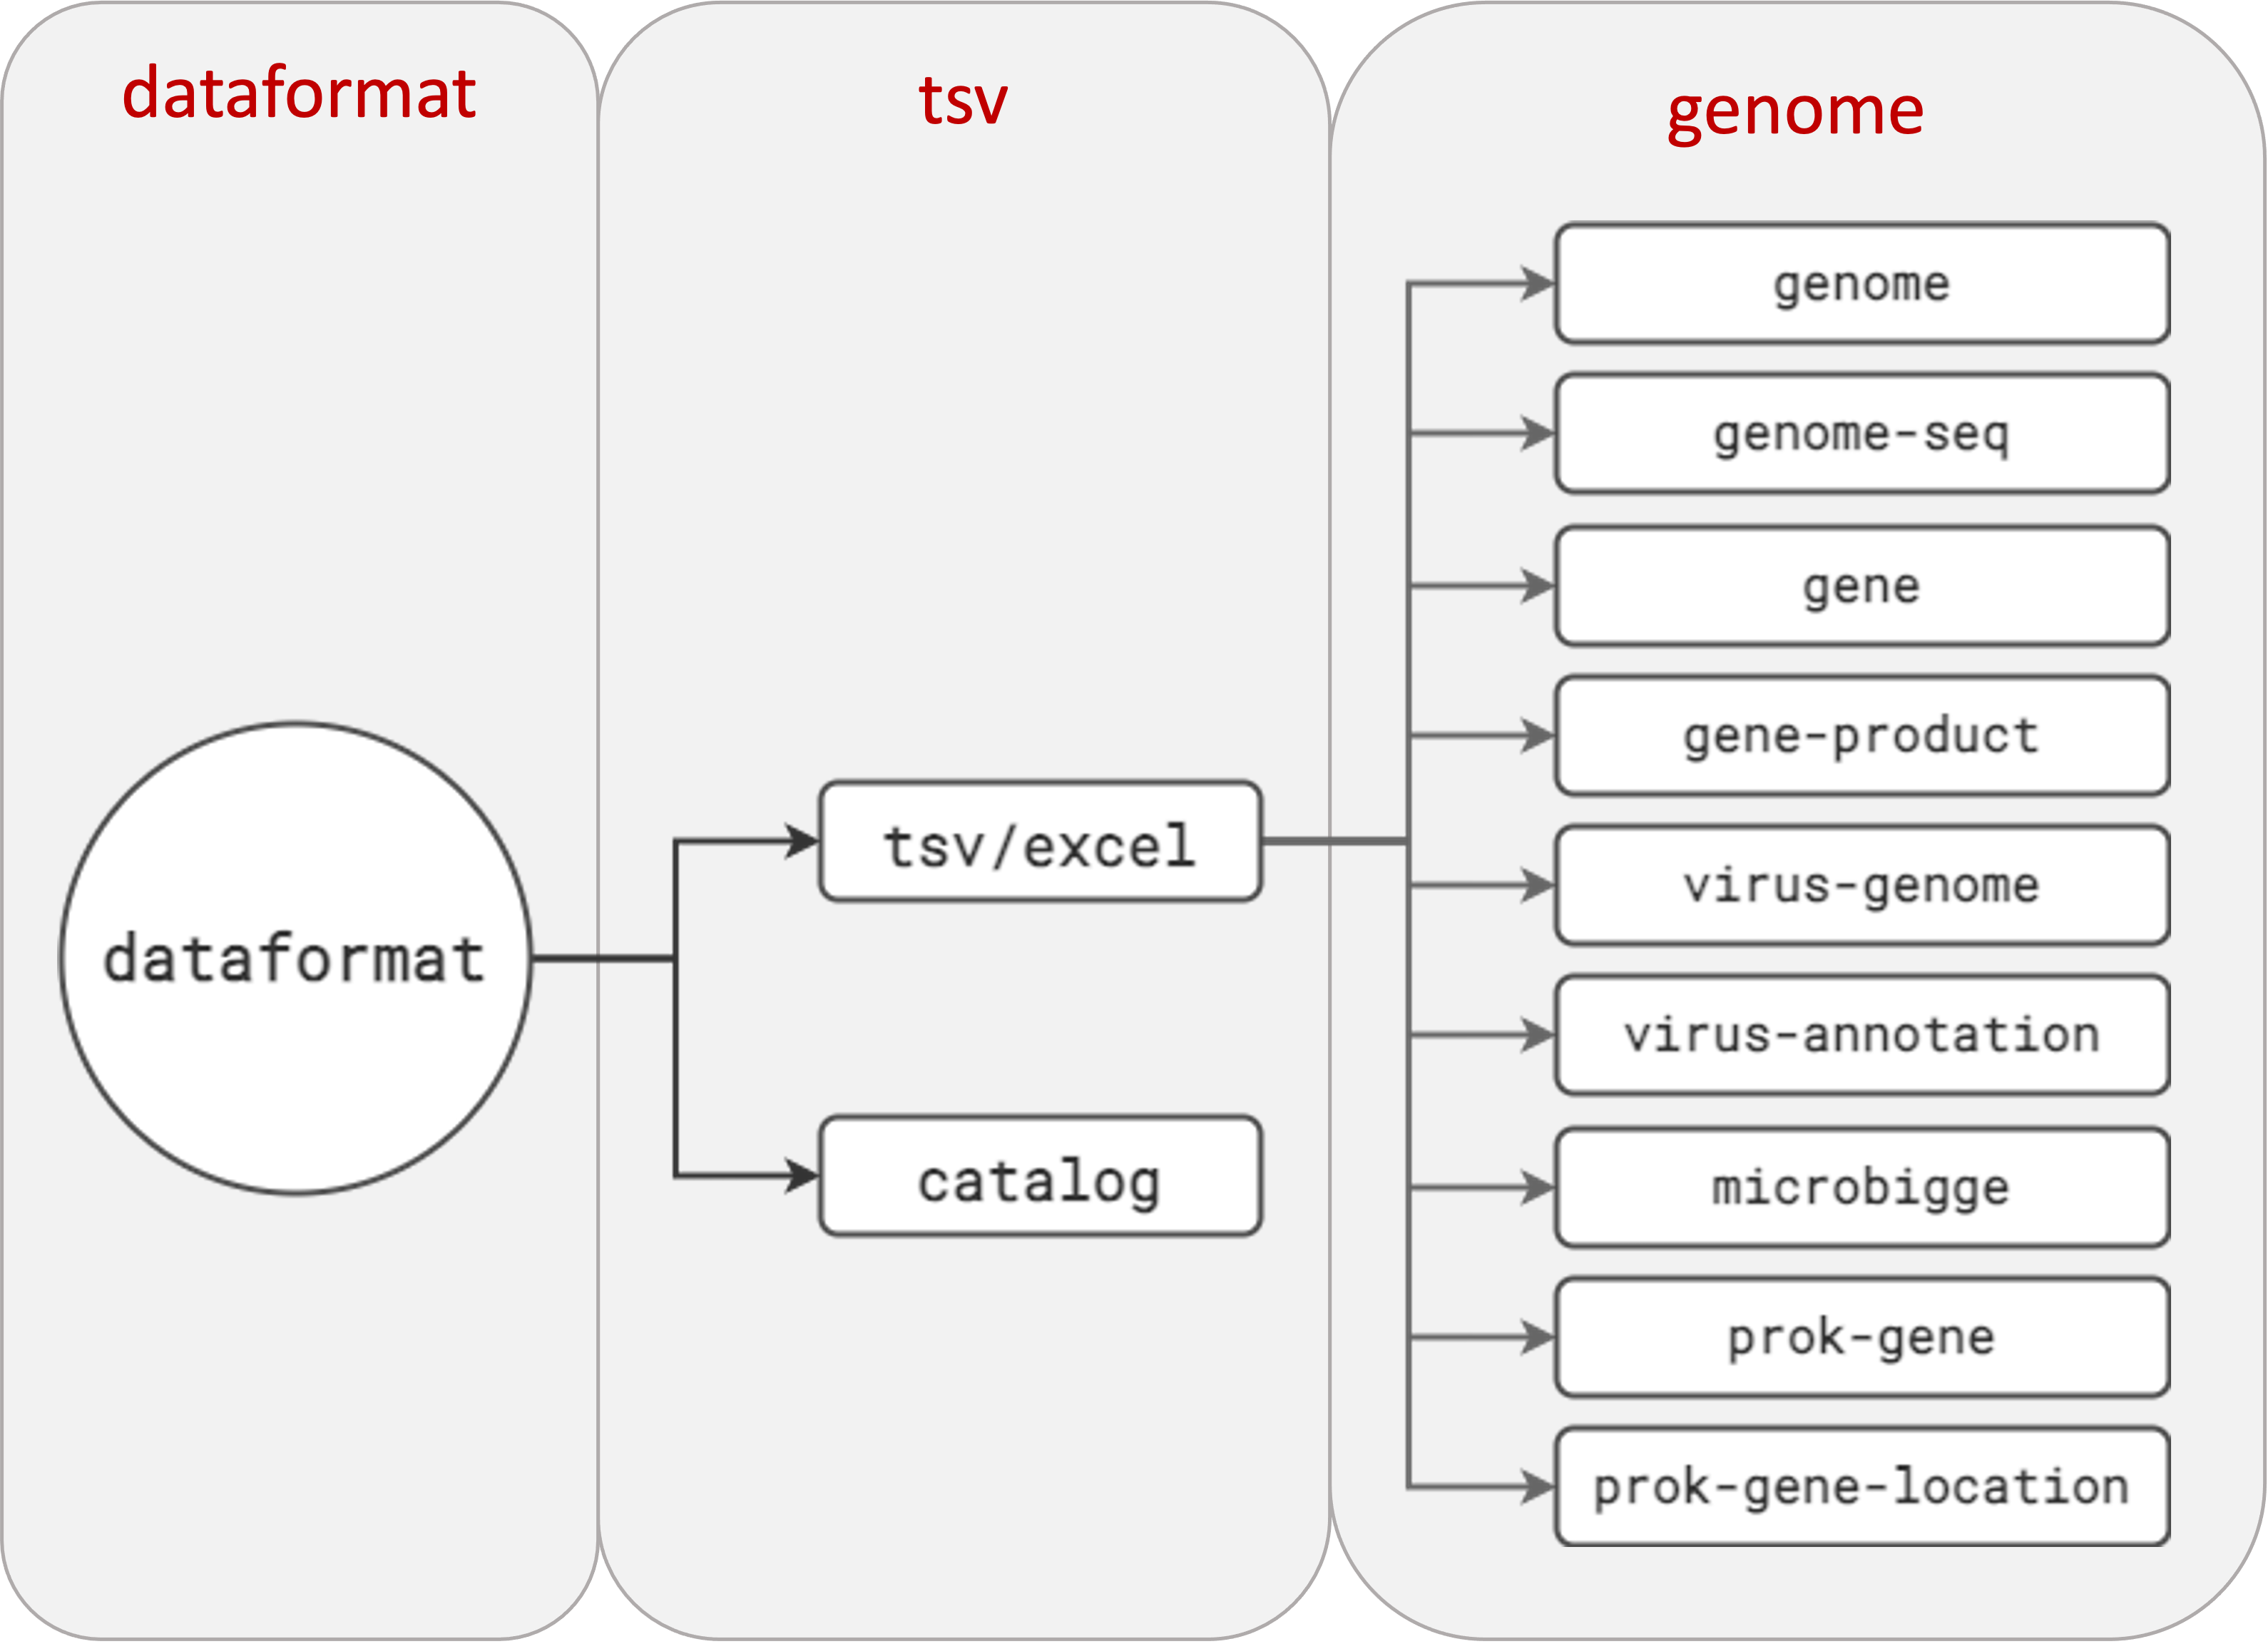 dataformat
tsv
genome
dataformat
tsv/excel
catalog
genome
genome-seq
gene
gene-product
virus-genome
virus-annotation
microbigge
prok-gene
prok-gene-location